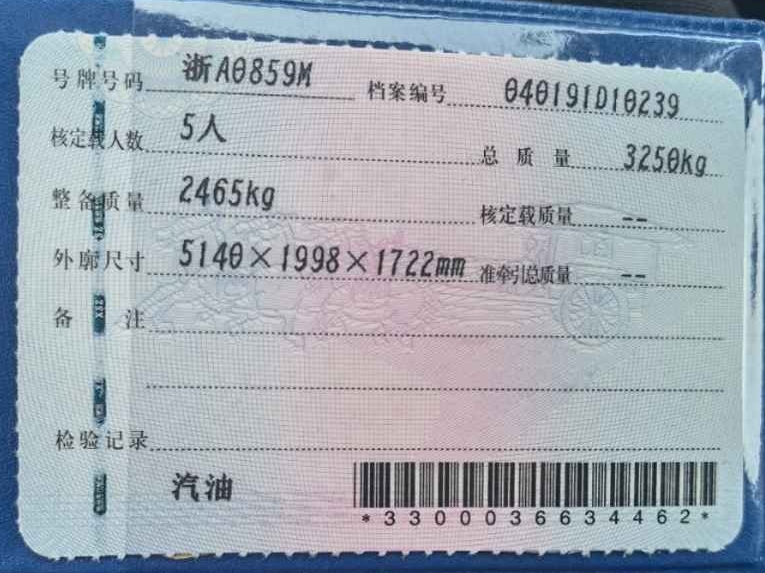 号牌号码 浙A0859M 档案编号 040191D10239
核定载人数 5人 总质量 3250kg
整备质量 2465kg 核定载质量 --
外廓尺寸 5140×1998×1722mm 准牵引总质量 --
备注
检验记录
汽油
*3300036634462*